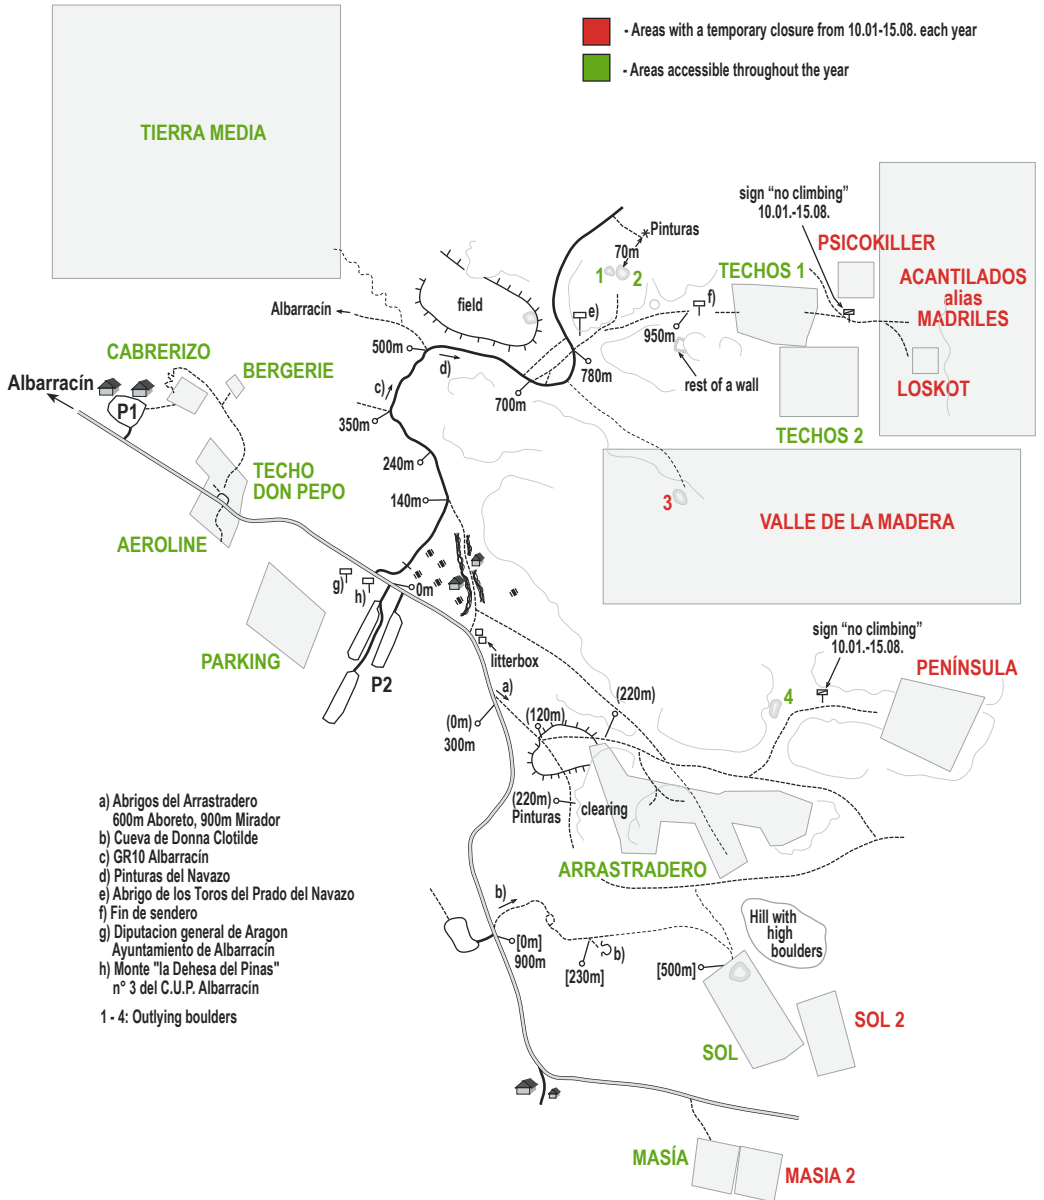 - Areas with a temporary closure from 10.01-15.08. each year
- Areas accessible throughout the year
TIERRA MEDIA
sign “no climbing”
10.01.-15.08.
Pinturas
70m
PSICOKILLER
1
2
TECHOS 1
ACANTILADOS
alias
MADRILES
field
Albarracín
e)
f)
950m
500m
d)
CABRERIZO
BERGERIE
Albarracín
P1
c)
780m
rest of a wall
LOSKOT
700m
350m
TECHOS 2
240m
TECHO
DON PEPO
140m
3
VALLE DE LA MADERA
AEROLINE
g)
h)
0m
PARKING
P2
litterbox
sign “no climbing”
10.01.-15.08.
PENÍNSULA
a)
(220m)
4
(0m)
300m
(120m)
(220m)
Pinturas
clearing
a) Abrigos del Arrastradero
600m Aboreto, 900m Mirador
b) Cueva de Donna Clotilde
c) GR10 Albarracín
d) Pinturas del Navazo
e) Abrigo de los Toros del Prado del Navazo
f) Fin de sendero
g) Diputacion general de Aragon
Ayuntamiento de Albarracín
h) Monte "la Dehesa del Pinas"
n° 3 del C.U.P. Albarracín
1 - 4: Outlying boulders
ARRASTRADERO
b)
Hill with
high
boulders
[0m]
900m
b)
[230m]
[500m]
SOL 2
SOL
MASÍA
MASIA 2